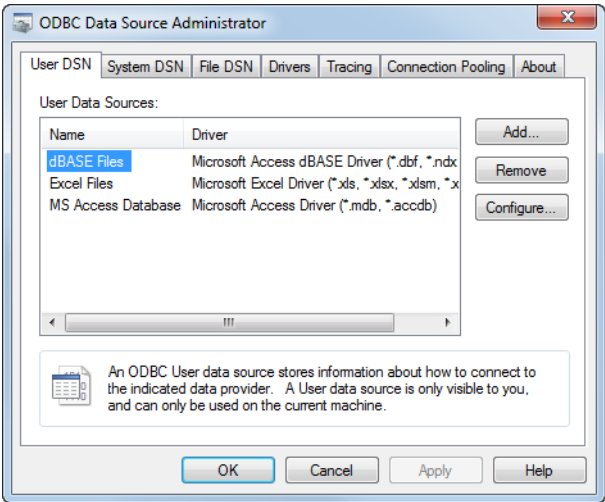 ODBC Data Source Administrator
User DSN System DSN File DSN Drivers Tracing Connection Pooling About
User Data Sources:
Name Driver
dBASE Files Microsoft Access dBASE Driver (*.dbf, *.ndx
Excel Files Microsoft Excel Driver (*.xls, *.xlsx, *.xlsm, *.x
MS Access Database Microsoft Access Driver (*.mdb, *.accdb)
Add...
Remove
Configure...
An ODBC User data source stores information about how to connect to
the indicated data provider. A User data source is only visible to you,
and can only be used on the current machine.
OK Cancel Apply Help